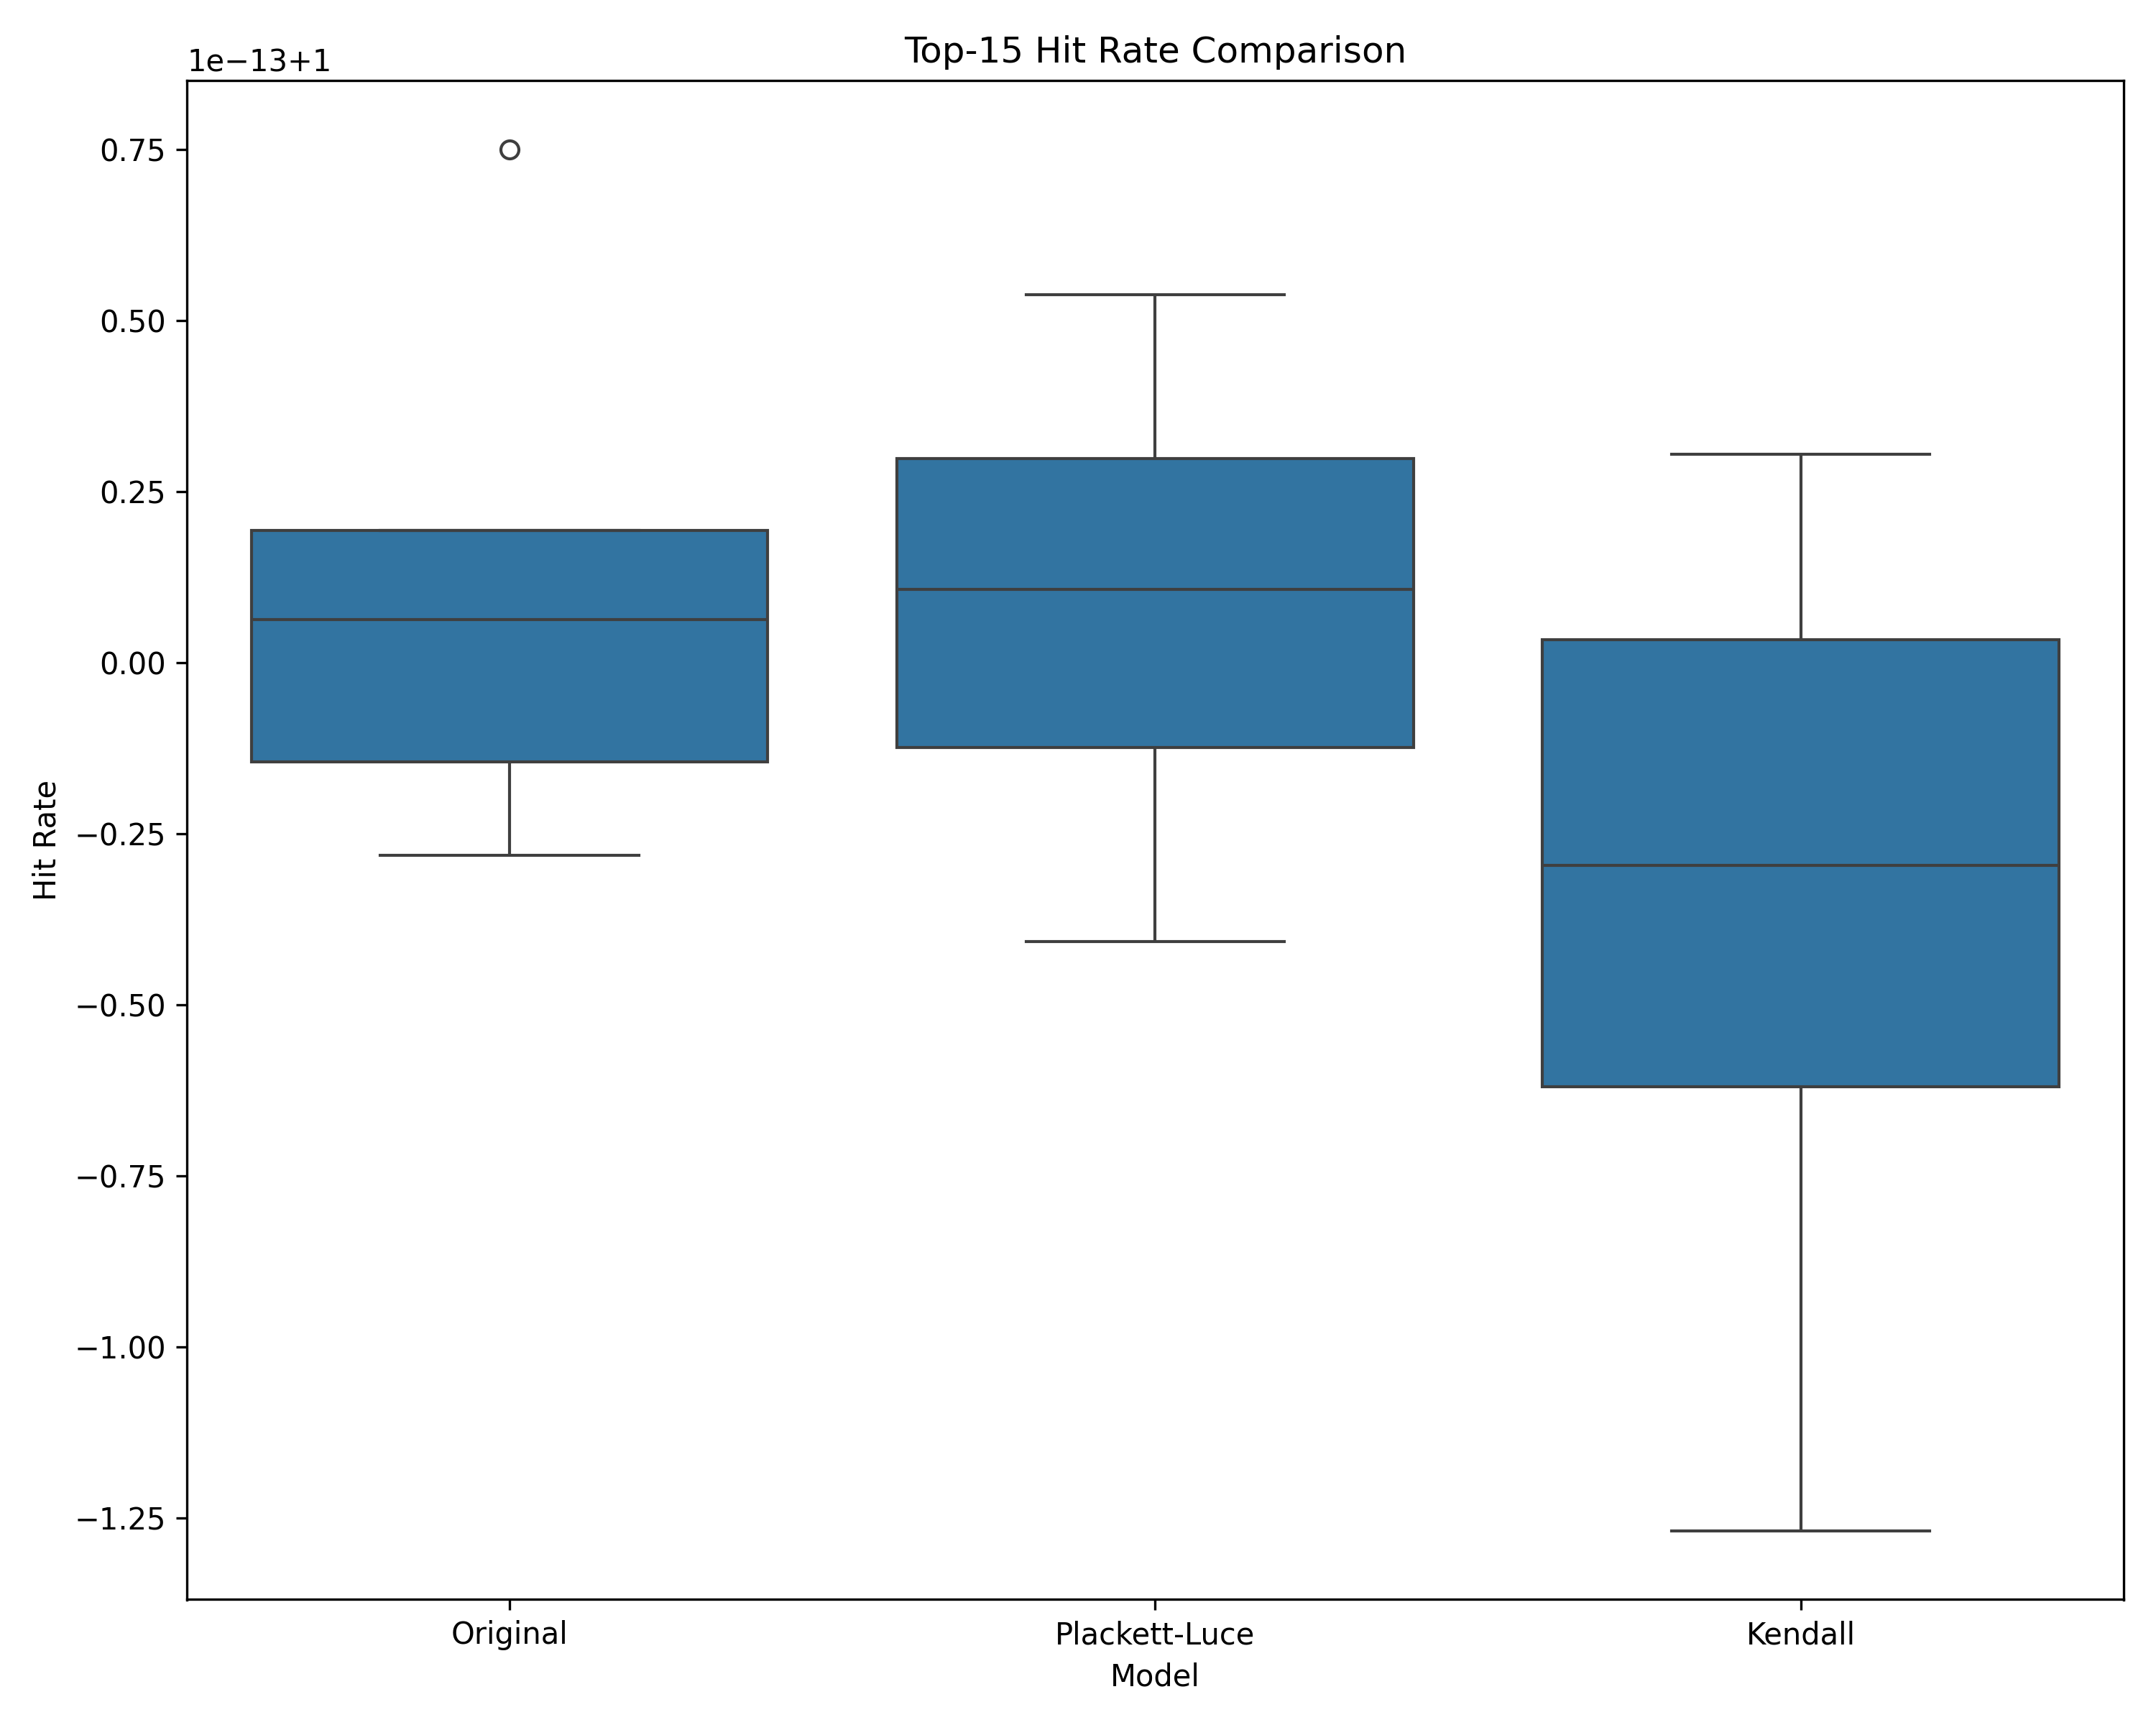 Top-15 Hit Rate Comparison
1e−13+1
0.75
0.50
0.25
0.00
−0.25
−0.50
−0.75
−1.00
−1.25
Hit Rate
Original
Plackett-Luce
Kendall
Model